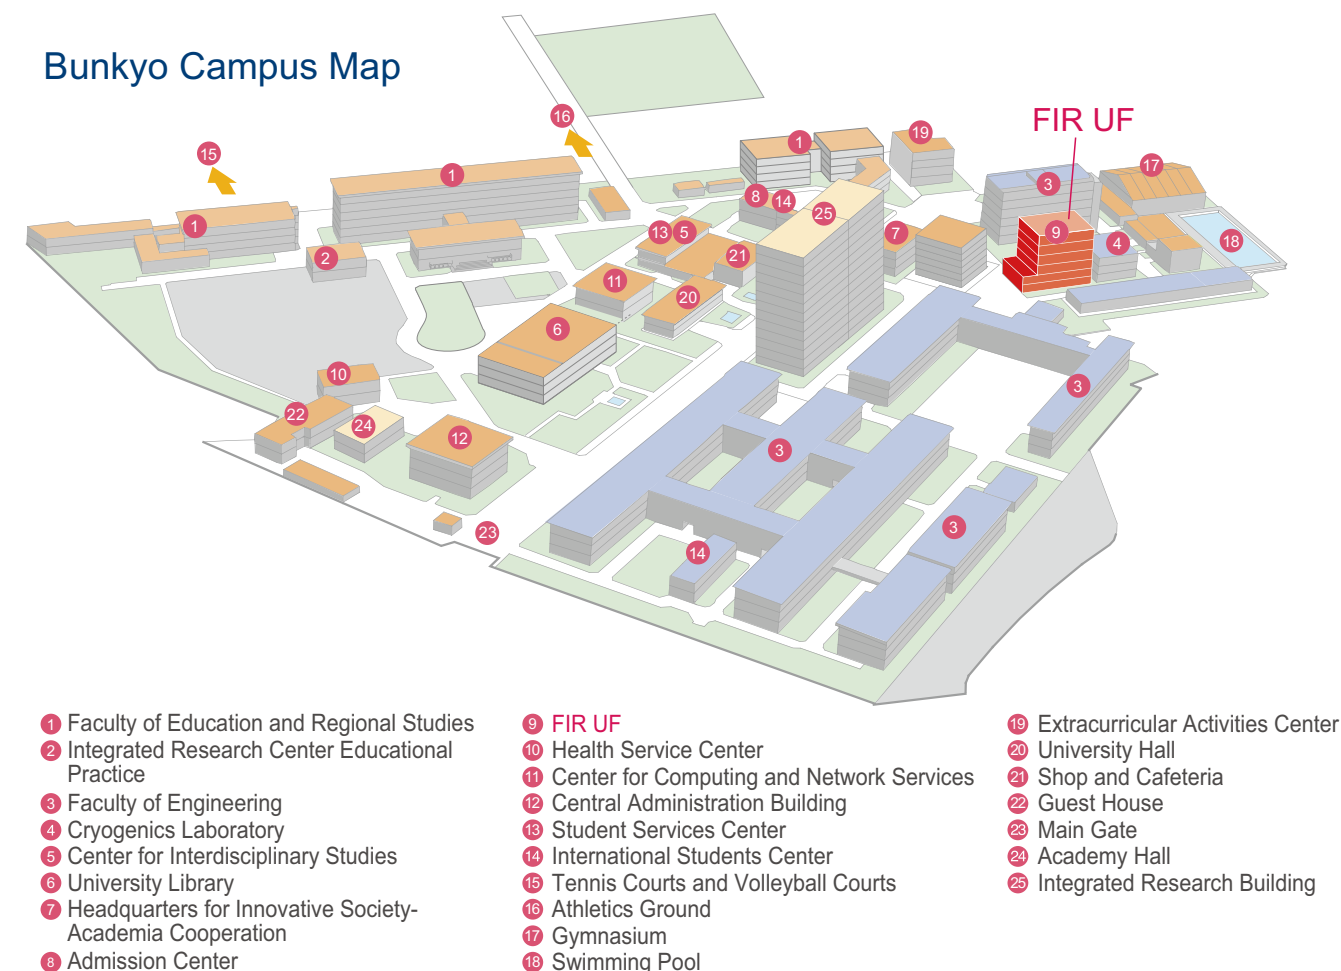 Bunkyo Campus Map
FIR UF
16
15
1
19
17
1
3
8
14
25
13
5
7
9
4
18
1
2
21
11
20
6
10
22
24
12
3
3
23
14
3
1 Faculty of Education and Regional Studies
2 Integrated Research Center Educational
Practice
3 Faculty of Engineering
4 Cryogenics Laboratory
5 Center for Interdisciplinary Studies
6 University Library
7 Headquarters for Innovative Society-
Academia Cooperation
8 Admission Center
9 FIR UF
10 Health Service Center
11 Center for Computing and Network Services
12 Central Administration Building
13 Student Services Center
14 International Students Center
15 Tennis Courts and Volleyball Courts
16 Athletics Ground
17 Gymnasium
18 Swimming Pool
19 Extracurricular Activities Center
20 University Hall
21 Shop and Cafeteria
22 Guest House
23 Main Gate
24 Academy Hall
25 Integrated Research Building